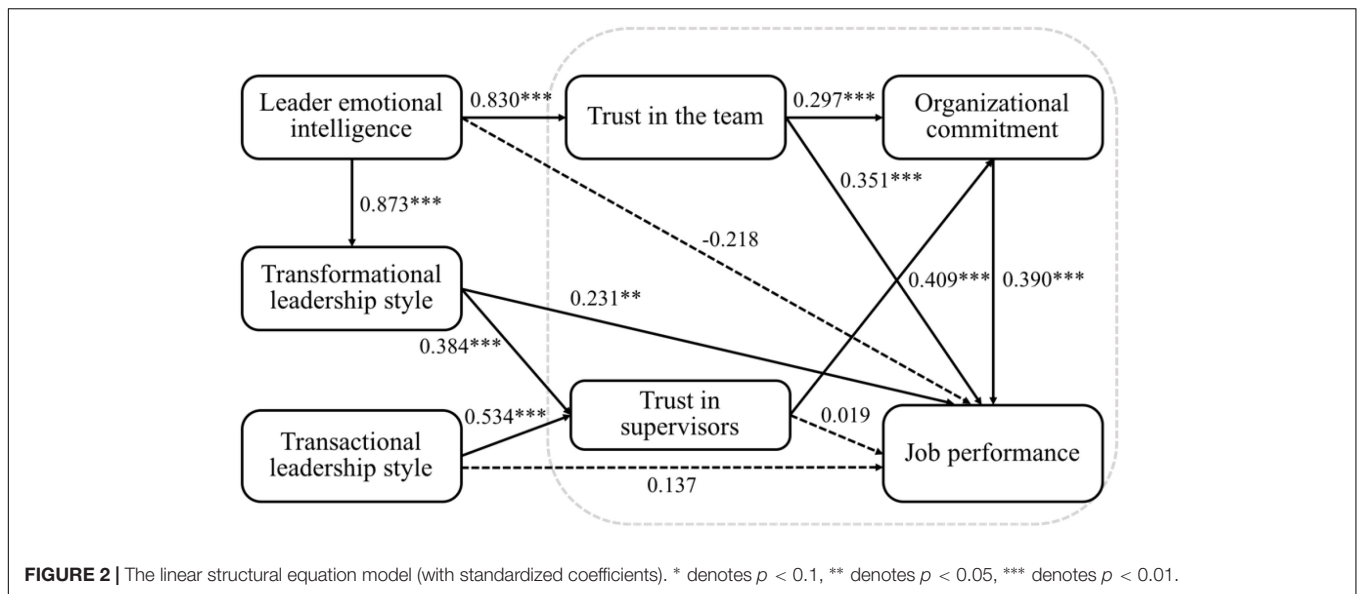 Leader emotional
intelligence
0.830***
Trust in the team
0.297***
Organizational
commitment
0.873***
0.351***
-0.218
Transformational
leadership style
0.231**
0.409***
0.390***
0.384***
Transactional
leadership style
0.534***
Trust in
supervisors
0.019
Job performance
0.137
FIGURE 2 | The linear structural equation model (with standardized coefficients). * denotes p < 0.1, ** denotes p < 0.05, *** denotes p < 0.01.